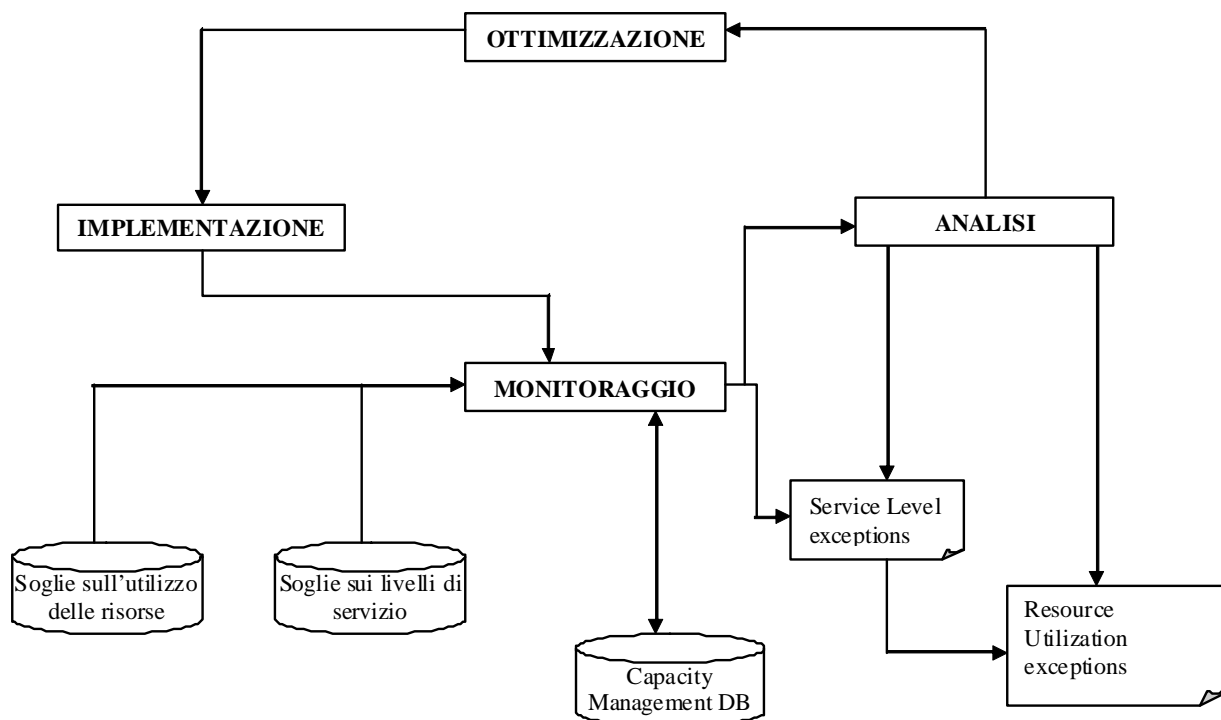 OTTIMIZZAZIONE
IMPLEMENTAZIONE
ANALISI
MONITORAGGIO
Service Level
exceptions
Soglie sull'utilizzo
delle risorse
Soglie sui livelli di
servizio
Resource
Utilization
exceptions
Capacity
Management DB